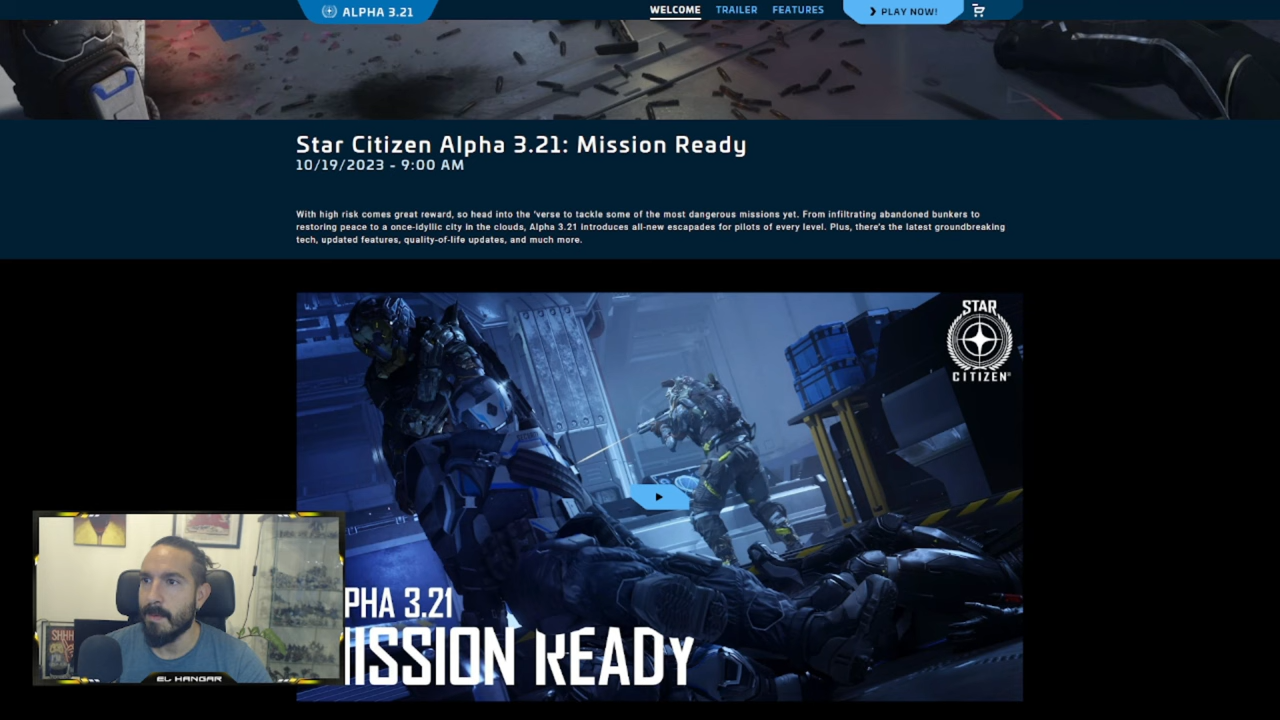 ALPHA 3.21
WELCOME TRAILER FEATURES
PLAY NOW!
Star Citizen Alpha 3.21: Mission Ready
10/19/2023 - 9:00 AM
With high risk comes great reward, so head into the 'verse to tackle some of the most dangerous missions yet. From infiltrating abandoned bunkers to
restoring peace to a once-idyllic city in the clouds, Alpha 3.21 introduces all-new escapades for pilots of every level. Plus, there's the latest groundbreaking
tech, updated features, quality-of-life updates, and much more.
STAR
CITIZEN®
PHA 3.21
ISSION READY
SHHH
EL HANGAR